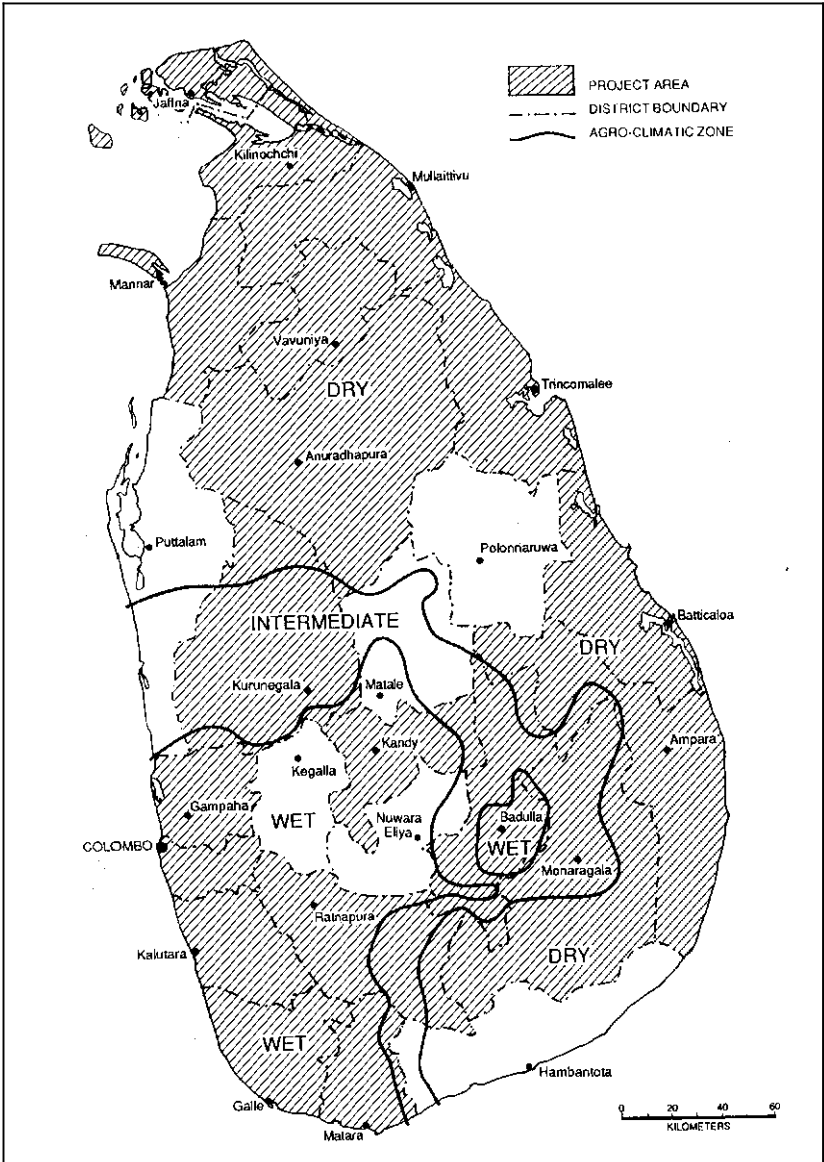 PROJECT AREA
DISTRICT BOUNDARY
AGRO-CLIMATIC ZONE
Jaffna
Kilinochchi
Mullaittivu
Mannar
Vavuniya
DRY
Trincomalee
Anuradhapura
Puttalam
Polonnaruwa
INTERMEDIATE
Batticaloa
DRY
Kurunegala
Matale
Kandy
Ampara
Kegalla
Gampaha
WET
Nuwara
Eliya
Badulla
WET
COLOMBO
Monaragala
Ratnapura
Kalutara
DRY
WET
Hambantota
Galle
Matara
0 20 40 60
KILOMETERS